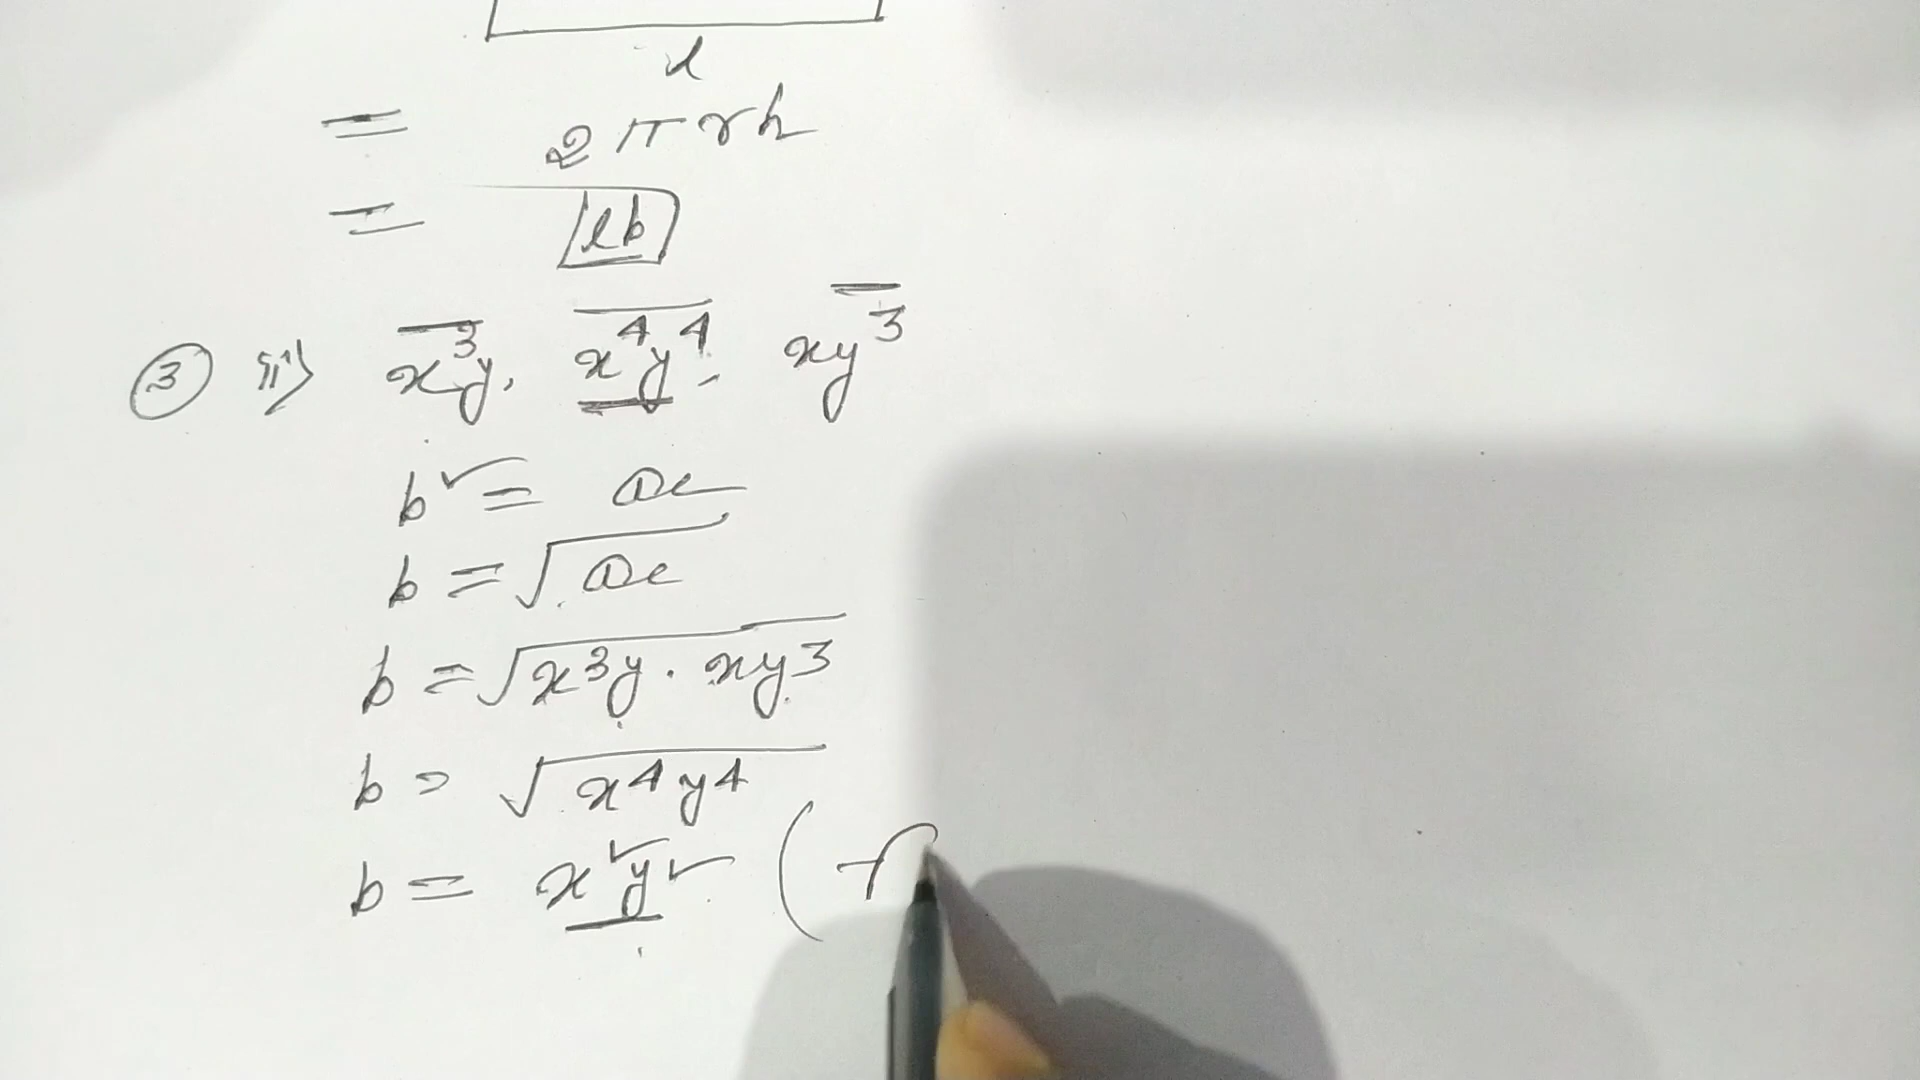 l
= 2πrh
= lb
3 ii) x³y, x⁴y⁴, xy³
b² = ac
b = √ac
b = √x³y · xy³
b = √x⁴y⁴
b = x²y² (